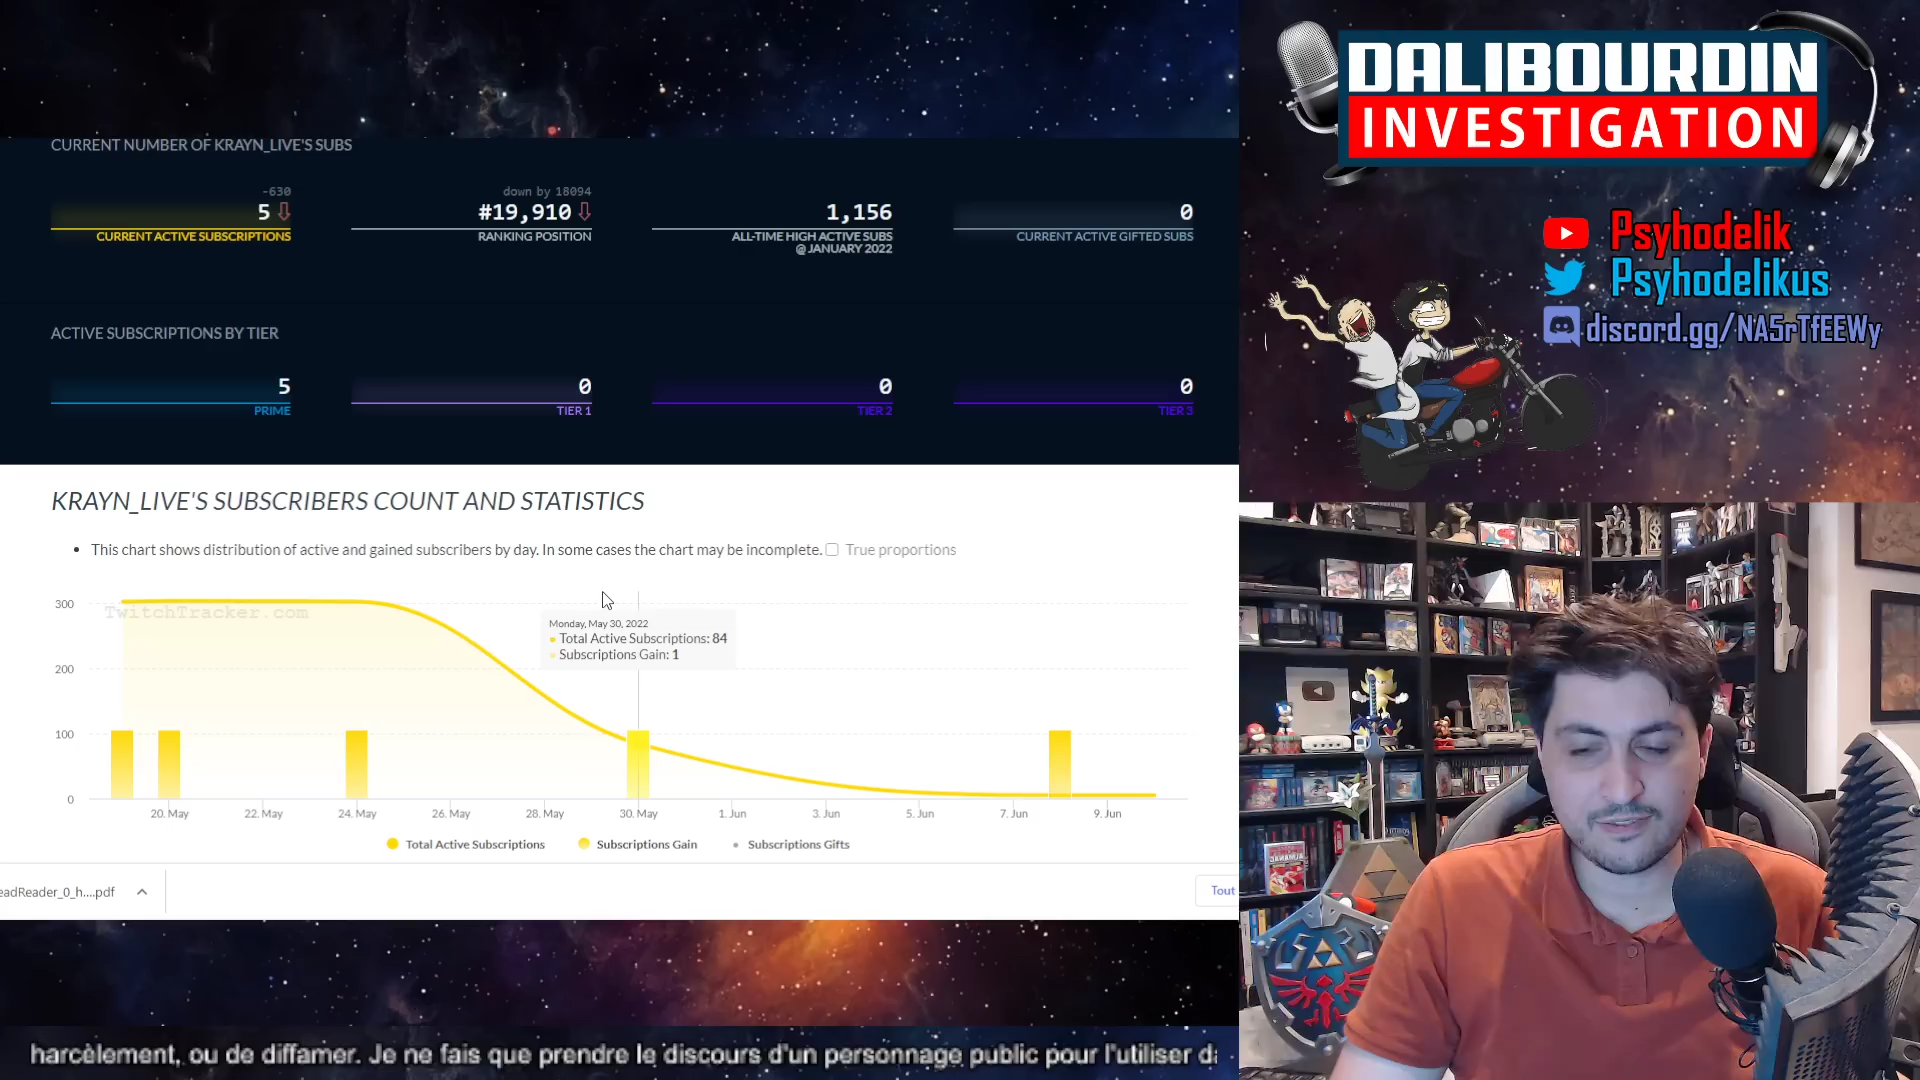 CURRENT NUMBER OF KRAYN_LIVE'S SUBS
-630
5
CURRENT ACTIVE SUBSCRIPTIONS
down by 18094
#19,910
RANKING POSITION
1,156
ALL-TIME HIGH ACTIVE SUBS
@JANUARY 2022
0
CURRENT ACTIVE GIFTED SUBS
ACTIVE SUBSCRIPTIONS BY TIER
5
PRIME
0
TIER 1
0
TIER 2
0
TIER 3
KRAYN_LIVE'S SUBSCRIBERS COUNT AND STATISTICS
• This chart shows distribution of active and gained subscribers by day. In some cases the chart may be incomplete. True proportions
TwitchTracker.com
300
200
100
0
Monday, May 30, 2022
Total Active Subscriptions: 84
Subscriptions Gain: 1
20. May 22. May 24. May 26. May 28. May 30. May 1. Jun 3. Jun 5. Jun 7. Jun 9. Jun
Total Active Subscriptions Subscriptions Gain Subscriptions Gifts
eadReader_0_h....pdf
Tout
harcèlement, ou de diffamer. Je ne fais que prendre le discours d'un personnage public pour l'utiliser
DALIBOURDIN
INVESTIGATION
Psyhodelik
Psyhodelikus
discord.gg/NA5rTfEEWy